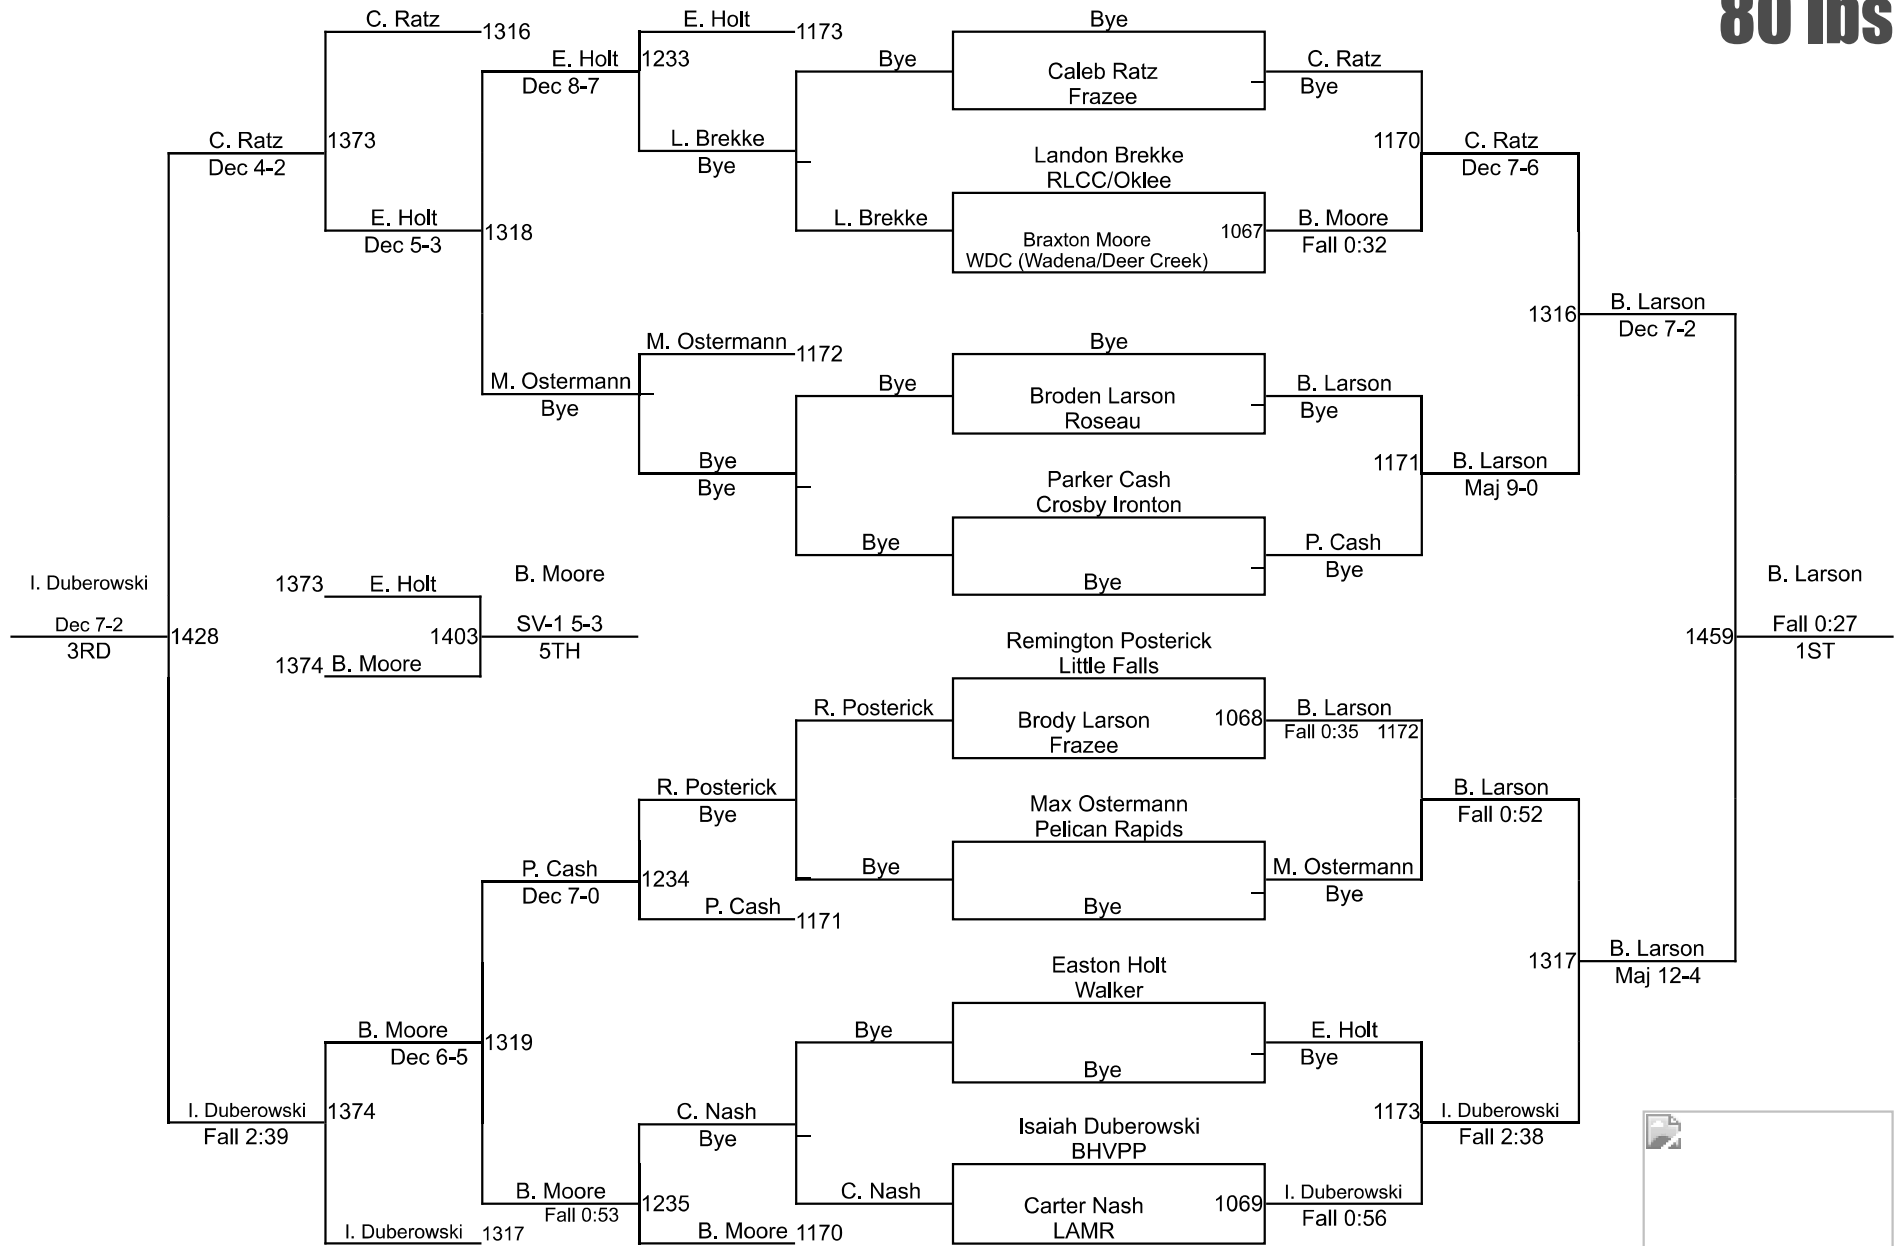 80 lbs
C. Ratz
1316
E. Holt
1173
Bye
E. Holt
1233
Dec 8-7
Bye
Caleb Ratz
Frazee
C. Ratz
Bye
C. Ratz
1373
Dec 4-2
L. Brekke
Bye
Landon Brekke
RLCC/Oklee
1170
C. Ratz
Dec 7-6
E. Holt
1318
Dec 5-3
L. Brekke
Braxton Moore
1067
WDC (Wadena/Deer Creek)
B. Moore
Fall 0:32
1316
B. Larson
Dec 7-2
M. Ostermann
1172
Bye
M. Ostermann
Bye
Bye
Broden Larson
Roseau
B. Larson
Bye
Bye
Bye
Parker Cash
Crosby Ironton
1171
B. Larson
Maj 9-0
Bye
Bye
P. Cash
Bye
I. Duberowski
Dec 7-2
3RD
1428
1373
E. Holt
1403
1374
B. Moore
B. Moore
SV-1 5-3
5TH
1459
B. Larson
Fall 0:27
1ST
Remington Posterick
Little Falls
R. Posterick
Brody Larson
1068
Frazee
B. Larson
Fall 0:35
1172
R. Posterick
Bye
Max Ostermann
Pelican Rapids
B. Larson
Fall 0:52
P. Cash
1234
Dec 7-0
Bye
Bye
M. Ostermann
Bye
P. Cash
1171
Easton Holt
Walker
1317
B. Larson
Maj 12-4
B. Moore
1319
Dec 6-5
Bye
Bye
E. Holt
Bye
I. Duberowski
1374
Fall 2:39
C. Nash
Bye
Isaiah Duberowski
BHVPP
1173
I. Duberowski
Fall 2:38
B. Moore
1235
Fall 0:53
C. Nash
Carter Nash
1069
LAMR
I. Duberowski
Fall 0:56
I. Duberowski
1317
B. Moore
1170